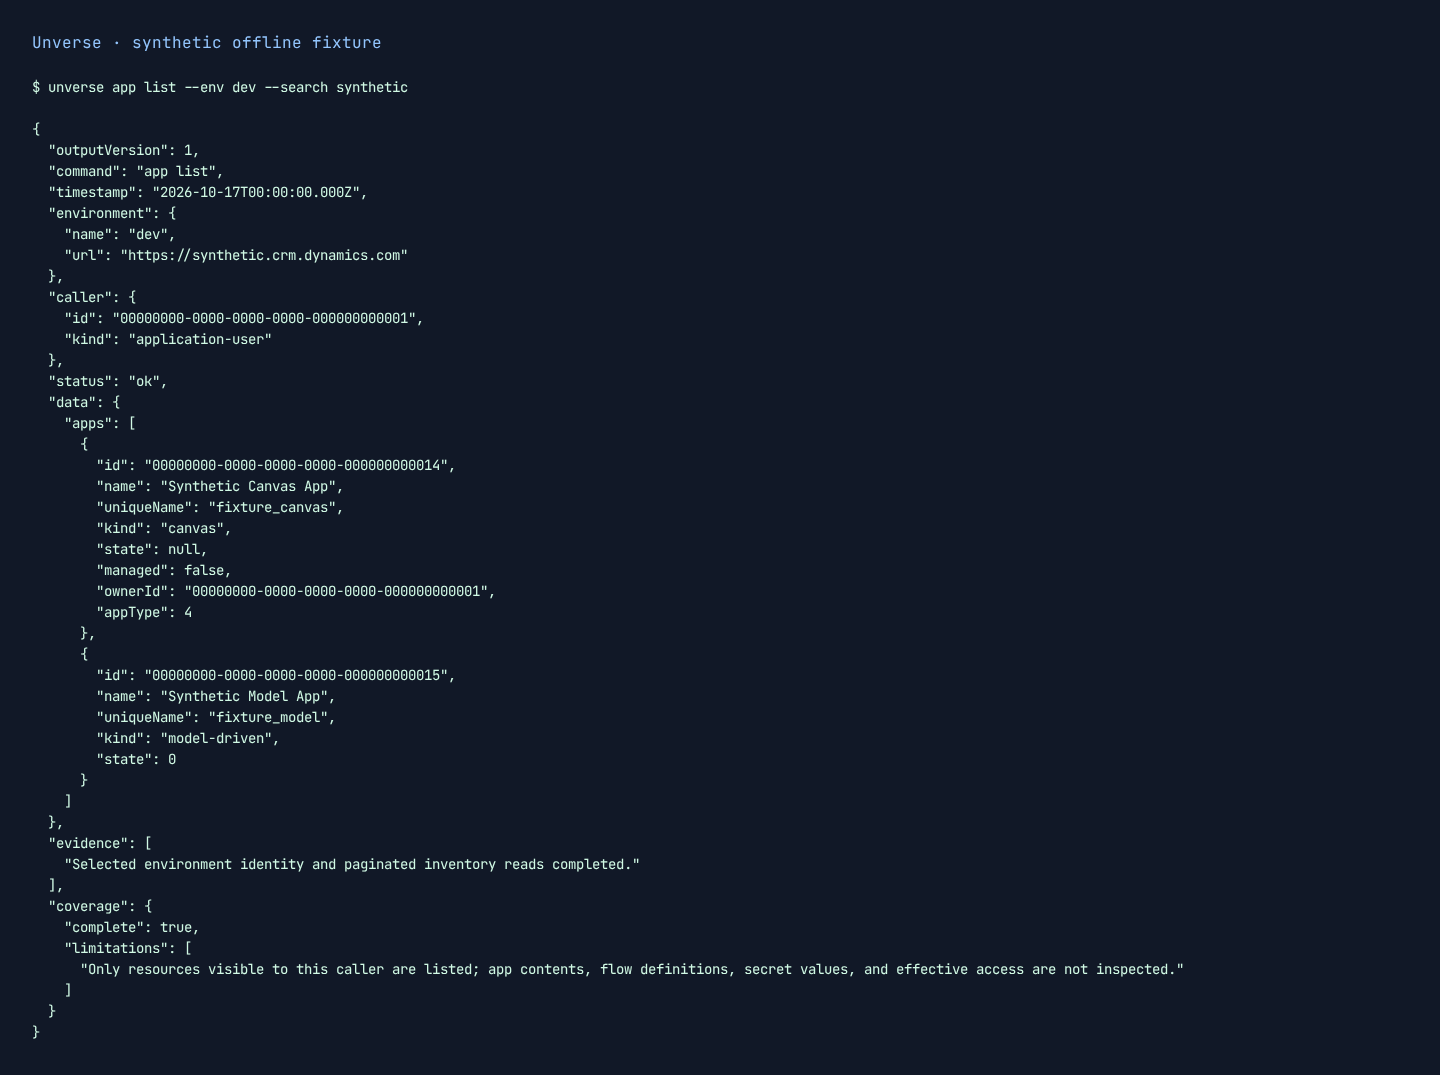 Unverse · synthetic offline fixture
$ unverse app list --env dev --search synthetic
{
  "outputVersion": 1,
  "command": "app list",
  "timestamp": "2026-10-17T00:00:00.000Z",
  "environment": {
    "name": "dev",
    "url": "https://synthetic.crm.dynamics.com"
  },
  "caller": {
    "id": "00000000-0000-0000-0000-000000000001",
    "kind": "application-user"
  },
  "status": "ok",
  "data": {
    "apps": [
      {
        "id": "00000000-0000-0000-0000-000000000014",
        "name": "Synthetic Canvas App",
        "uniqueName": "fixture_canvas",
        "kind": "canvas",
        "state": null,
        "managed": false,
        "ownerId": "00000000-0000-0000-0000-000000000001",
        "appType": 4
      },
      {
        "id": "00000000-0000-0000-0000-000000000015",
        "name": "Synthetic Model App",
        "uniqueName": "fixture_model",
        "kind": "model-driven",
        "state": 0
      }
    ]
  },
  "evidence": [
    "Selected environment identity and paginated inventory reads completed."
  ],
  "coverage": {
    "complete": true,
    "limitations": [
      "Only resources visible to this caller are listed; app contents, flow definitions, secret values, and effective access are not inspected."
    ]
  }
}